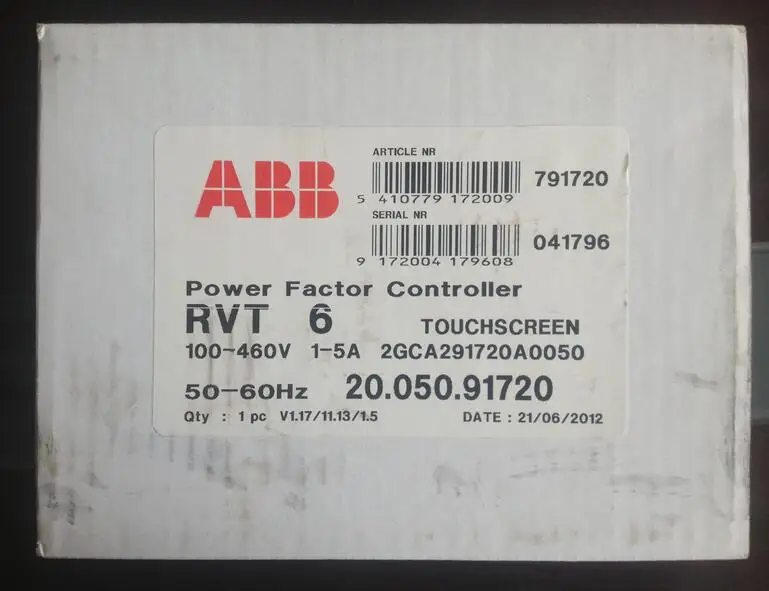 ABB
ARTICLE NR
5 410779 172009
791720
SERIAL NR
9 172004 179608
041796
Power Factor Controller
RVT 6 TOUCHSCREEN
100-460V 1-5A 2GCA291720A0050
50-60Hz 20.050.91720
Qty : 1 pc V1.17/11.13/1.5 DATE : 21/06/2012